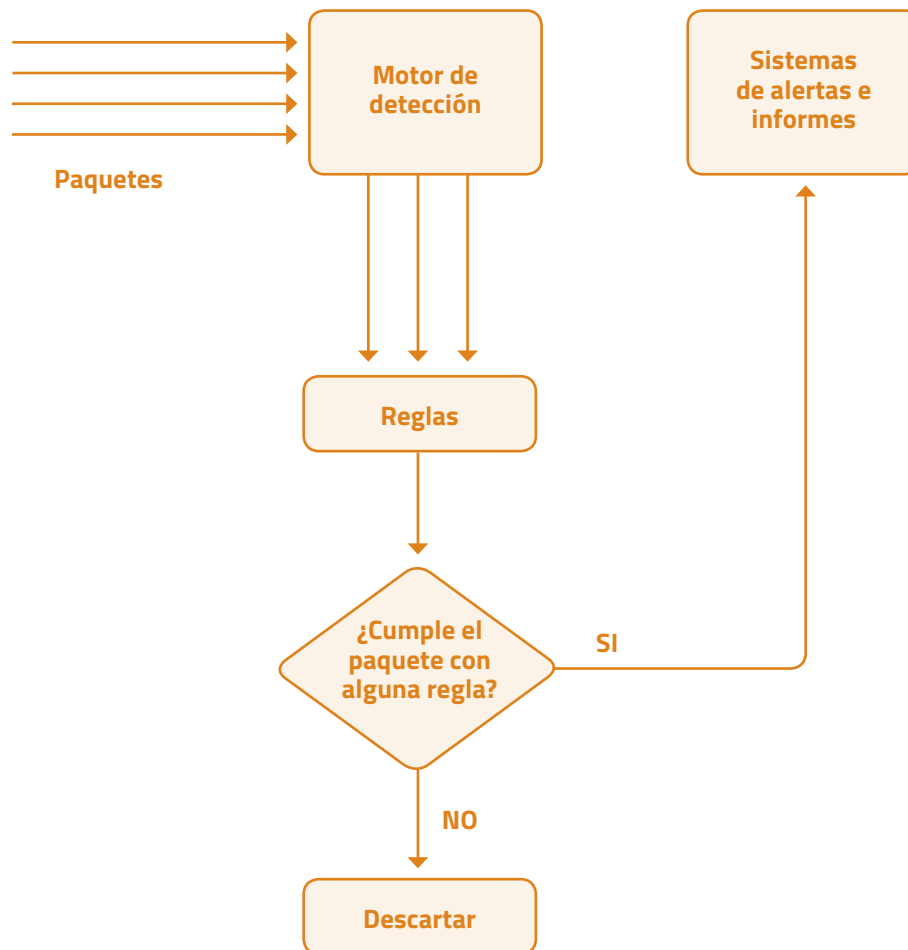 Motor de
detección
Sistemas
de alertas e
informes
Paquetes
Reglas
¿Cumple el
paquete con
alguna regla?
SI
NO
Descartar